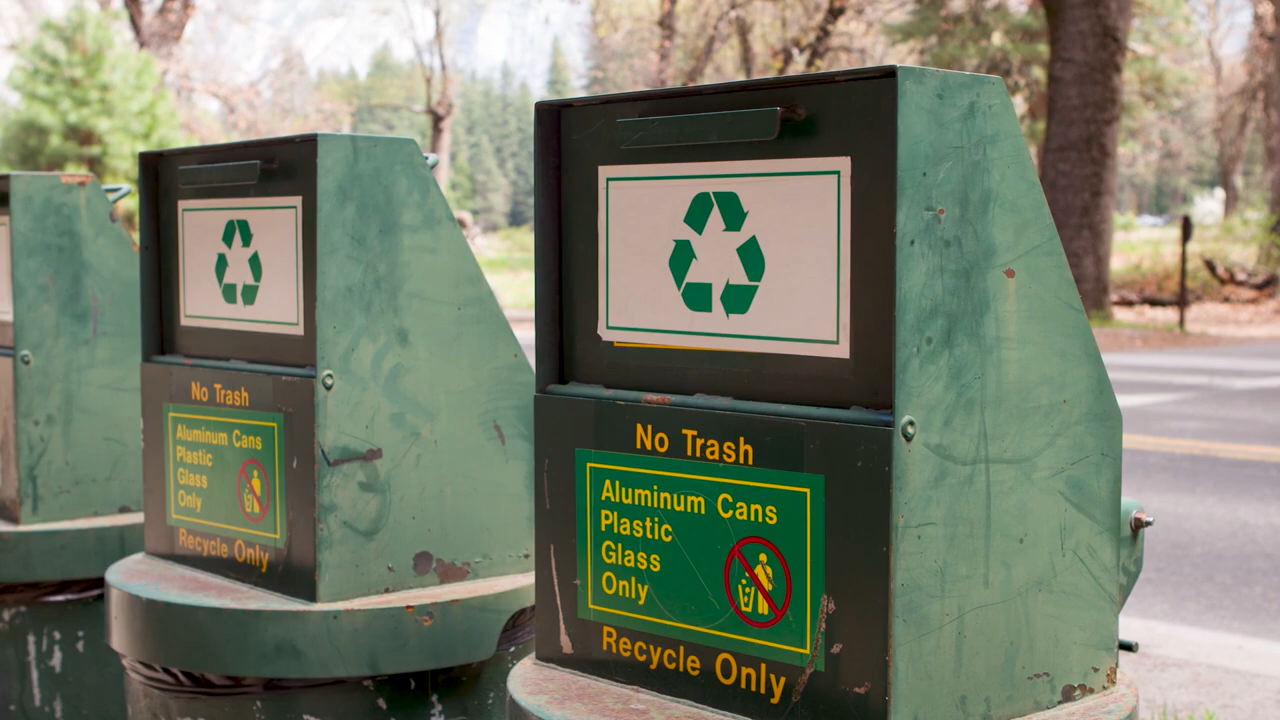 No Trash
Aluminum Cans
Plastic
Glass
Only
Recycle Only
No Trash
Aluminum Cans
Plastic
Glass
Only
Recycle Only